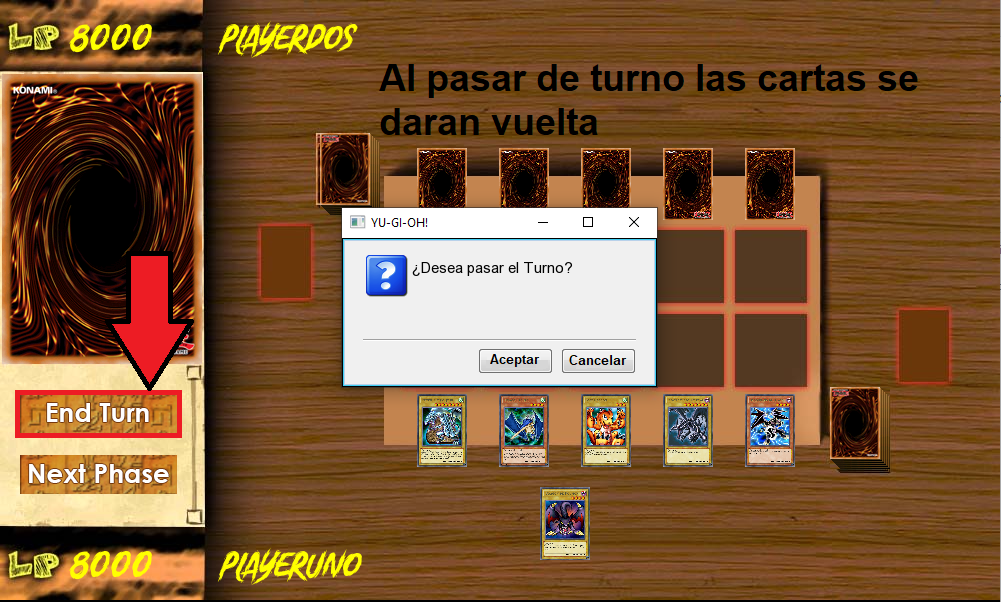 LP 8000
PLAYERDOS
Al pasar de turno las cartas se
daran vuelta
KONAMI
YU-GI-OH!
¿Desea pasar el Turno?
Aceptar
Cancelar
End Turn
Next Phase
LP 8000
PLAYERUNO